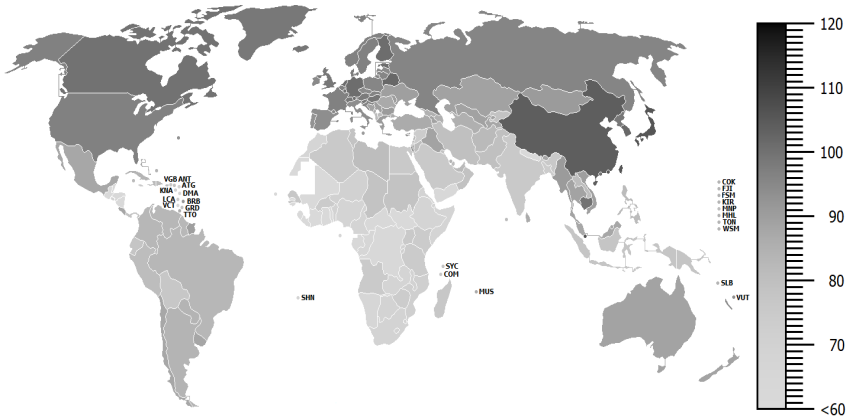 VGB ANT
ATG
KNA
DMA
LCA
BRB
VCT
GRD
TTO
SHN
SYC
COM
MUS
COK
FJI
FSM
KIR
MNP
MHL
TON
WSM
SLB
VUT
120
110
100
90
80
70
<60